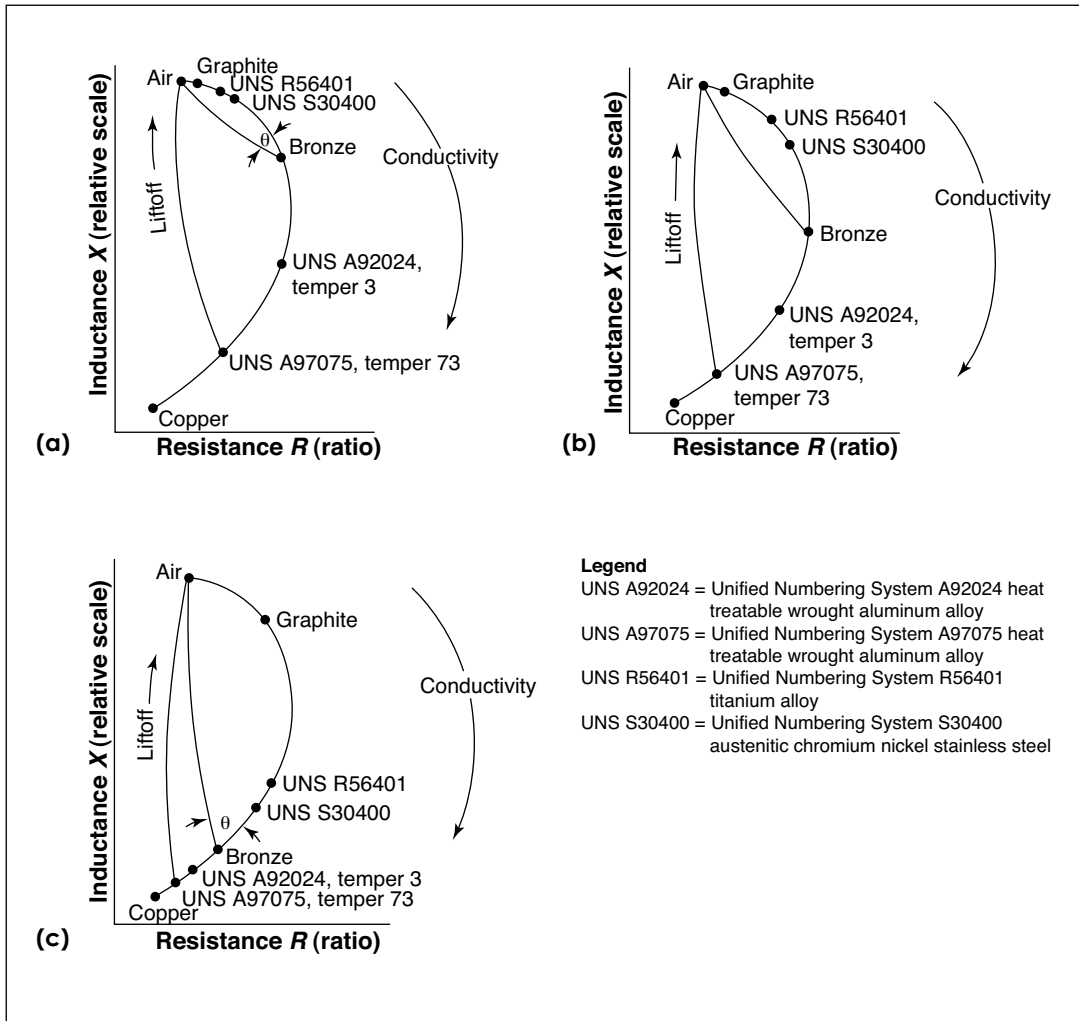 Inductance X (relative scale)
Air
Graphite
UNS R56401
UNS S30400
θ
Bronze
Liftoff
Conductivity
UNS A92024,
temper 3
UNS A97075, temper 73
Copper
(a)
Resistance R (ratio)
Inductance X (relative scale)
Air
Graphite
UNS R56401
UNS S30400
Liftoff
Conductivity
Bronze
UNS A92024,
temper 3
UNS A97075,
temper 73
Copper
(b)
Resistance R (ratio)
Inductance X (relative scale)
Air
Graphite
Liftoff
Conductivity
UNS R56401
UNS S30400
θ
Bronze
UNS A92024, temper 3
UNS A97075, temper 73
Copper
(c)
Resistance R (ratio)
Legend
UNS A92024 = Unified Numbering System A92024 heat
treatable wrought aluminum alloy
UNS A97075 = Unified Numbering System A97075 heat
treatable wrought aluminum alloy
UNS R56401 = Unified Numbering System R56401
titanium alloy
UNS S30400 = Unified Numbering System S30400
austenitic chromium nickel stainless steel